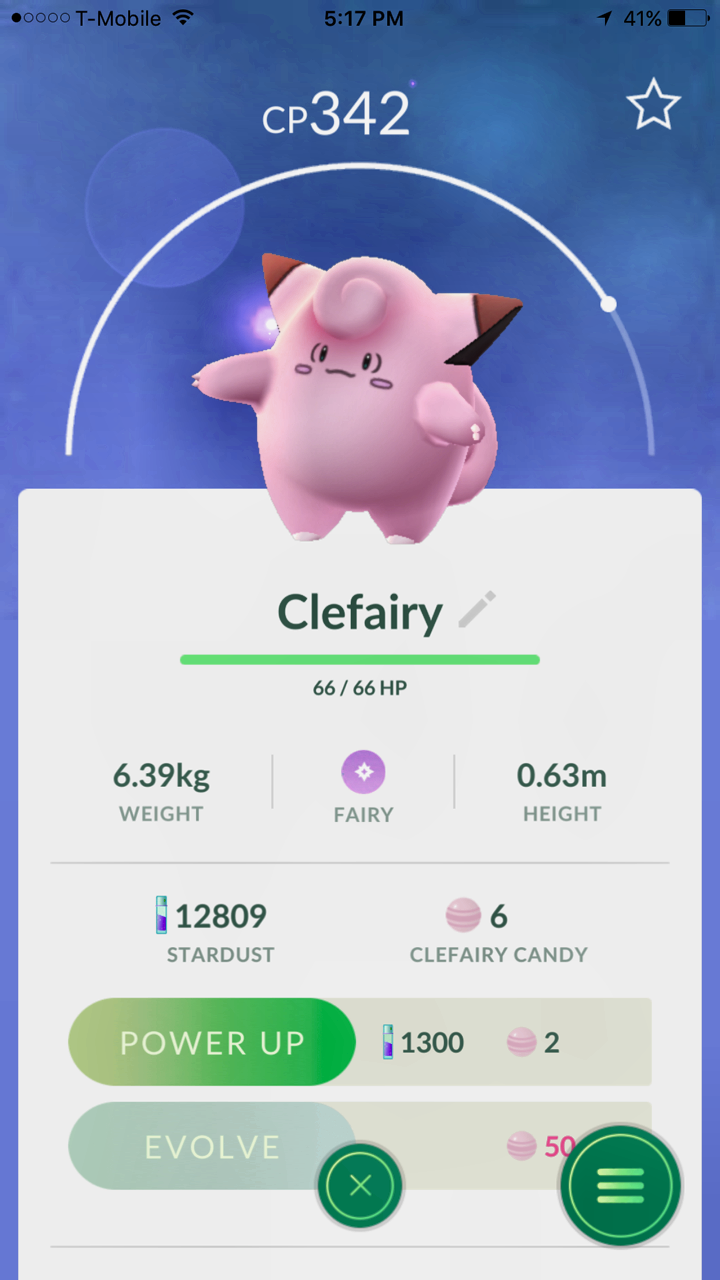 T-Mobile 5:17 PM 41%
CP342
Clefairy
66 / 66 HP
6.39kg 0.63m
WEIGHT FAIRY HEIGHT
12809 6
STARDUST CLEFAIRY CANDY
POWER UP 1300 2
EVOLVE 50